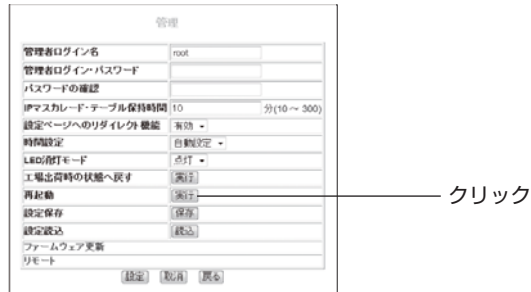 管理
管理者ログイン名 root
管理者ログイン・パスワード
パスワードの確認
IPマスカレード・テーブル保持時間 10 分(10～300)
設定ページへのリダイレクト機能 有効
時間設定 自動設定
LED消灯モード 点灯
工場出荷時の状態へ戻す 実行
再起動 実行 クリック
設定保存 保存
設定読込 読込
ファームウェア更新
リモート
設定 取消 戻る